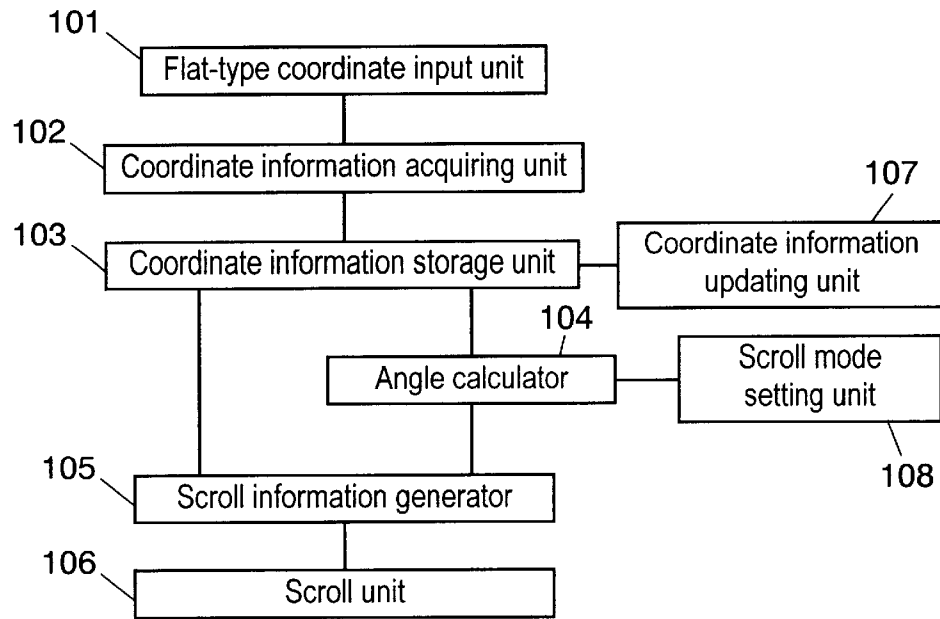 101
Flat-type coordinate input unit
102
Coordinate information acquiring unit
107
103
Coordinate information storage unit
Coordinate information
updating unit
104
Angle calculator
Scroll mode
setting unit
105
108
Scroll information generator
106
Scroll unit